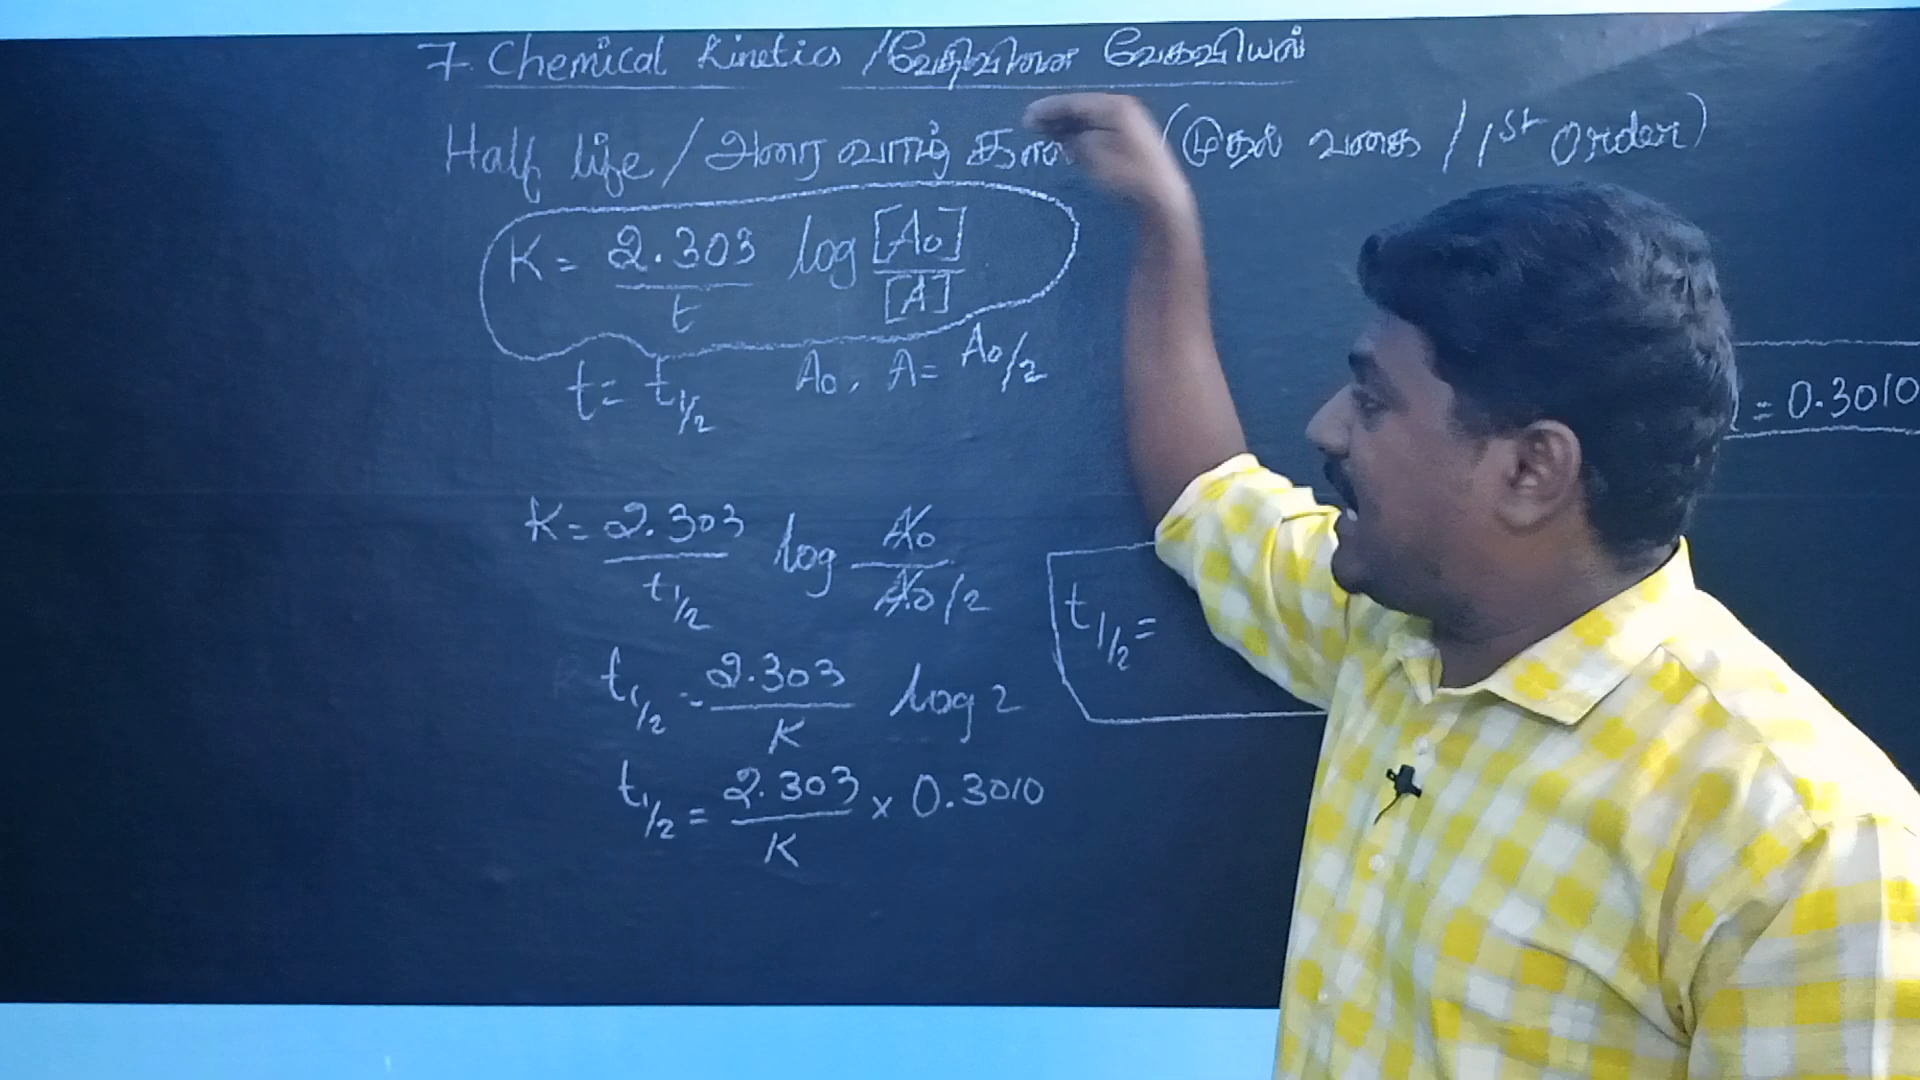 7. Chemical Kinetics / வேதிவினை வேகவியல்
Half life / அரை வாழ் (முதல் வகை / 1st Order)
K = 2.303/t log [A₀]/[A]
t = t1/2 A₀, A = A₀/2
= 0.3010
K = 2.303/t1/2 log A₀/A₀/2
t1/2 =
t1/2 = 2.303/K log 2
t1/2 = 2.303/K × 0.3010